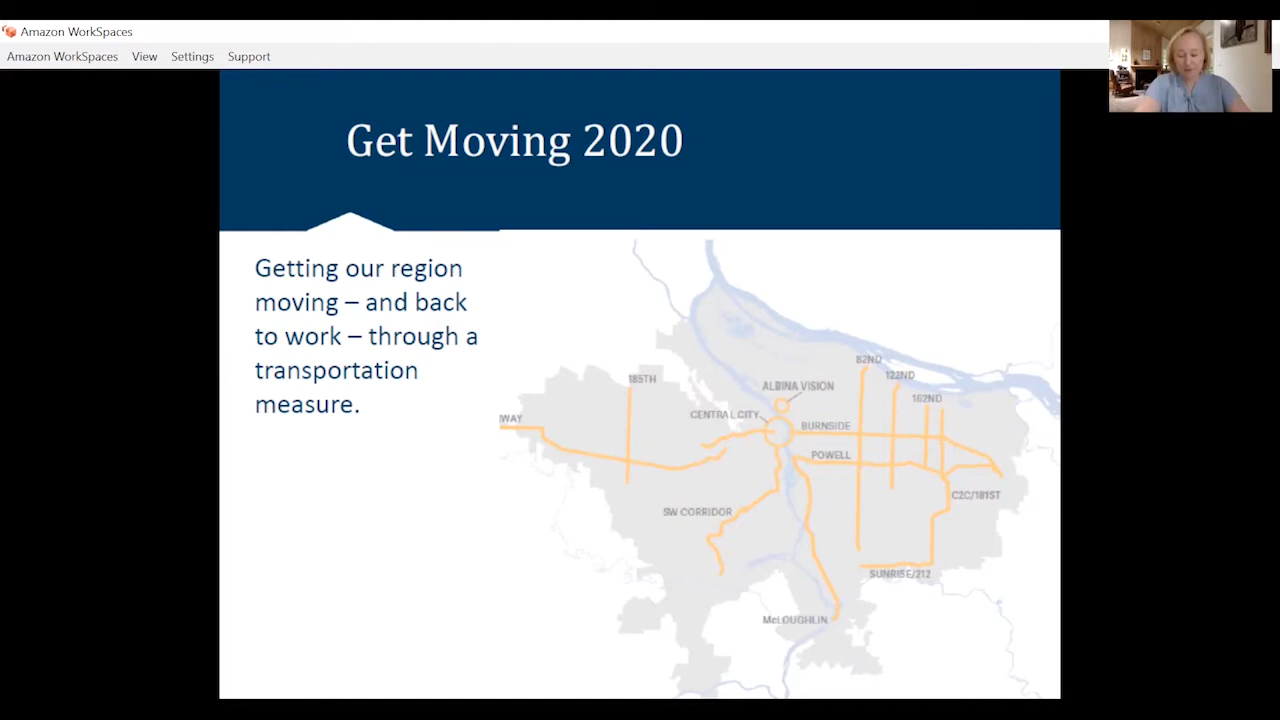 Amazon WorkSpaces
Amazon WorkSpaces View Settings Support
Get Moving 2020
Getting our region
moving – and back
to work – through a
transportation
measure.
82ND
122ND
185TH
ALBINA VISION
162ND
CENTRAL CITY
WAY
BURNSIDE
POWELL
C2C/181ST
SW CORRIDOR
SUNRISE/212
McLOUGHLIN